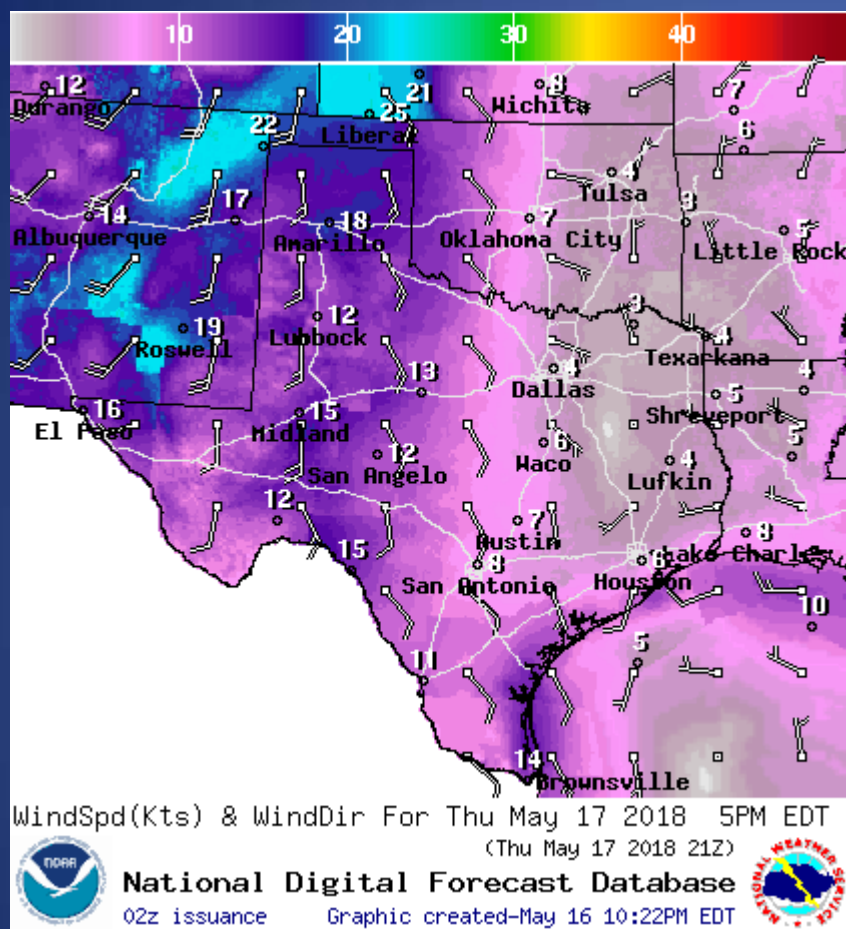 10 20 30 40
12 21 8 7
Durango Wichita
22 Liberal 25 6
4
Tulsa
14 17 18 7 3 5
Albuquerque Amarillo Oklahoma City Little Rock
19 12 3 4
Roswell Lubbock Texarkana
13 4 5 4
Dallas
16 15 Shreveport
El Paso Midland 12 6 4 5
San Angelo Waco Lufkin
12 7 8
Austin Lake Charles
15 8 6
San Antonio Houston
10
11 5
14
Brownsville
WindSpd(Kts) & WindDir For Thu May 17 2018 5PM EDT
(Thu May 17 2018 21Z)
NOAA
National Digital Forecast Database
NATIONAL WEATHER SERVICE
02z issuance Graphic created-May 16 10:22PM EDT